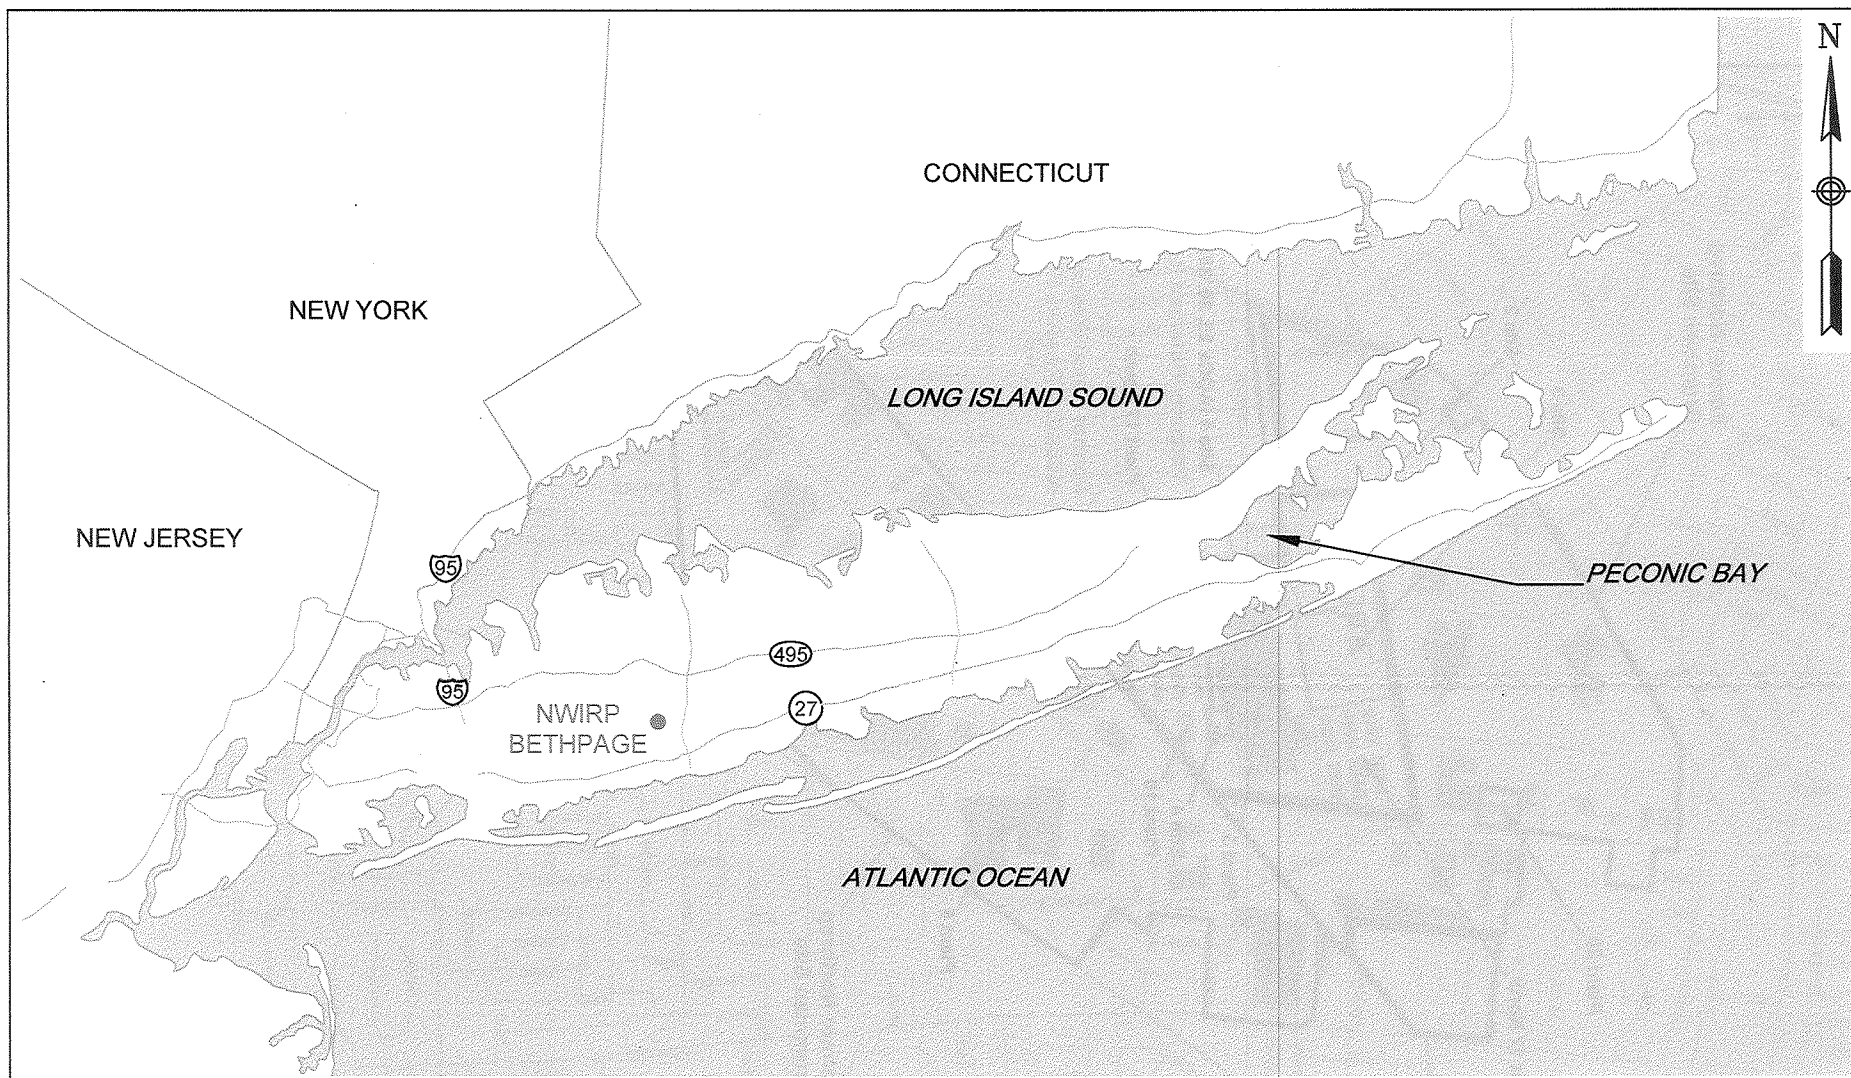 N
CONNECTICUT
NEW YORK
LONG ISLAND SOUND
NEW JERSEY
95
PECONIC BAY
495
95
27
NWIRP
BETHPAGE
ATLANTIC OCEAN